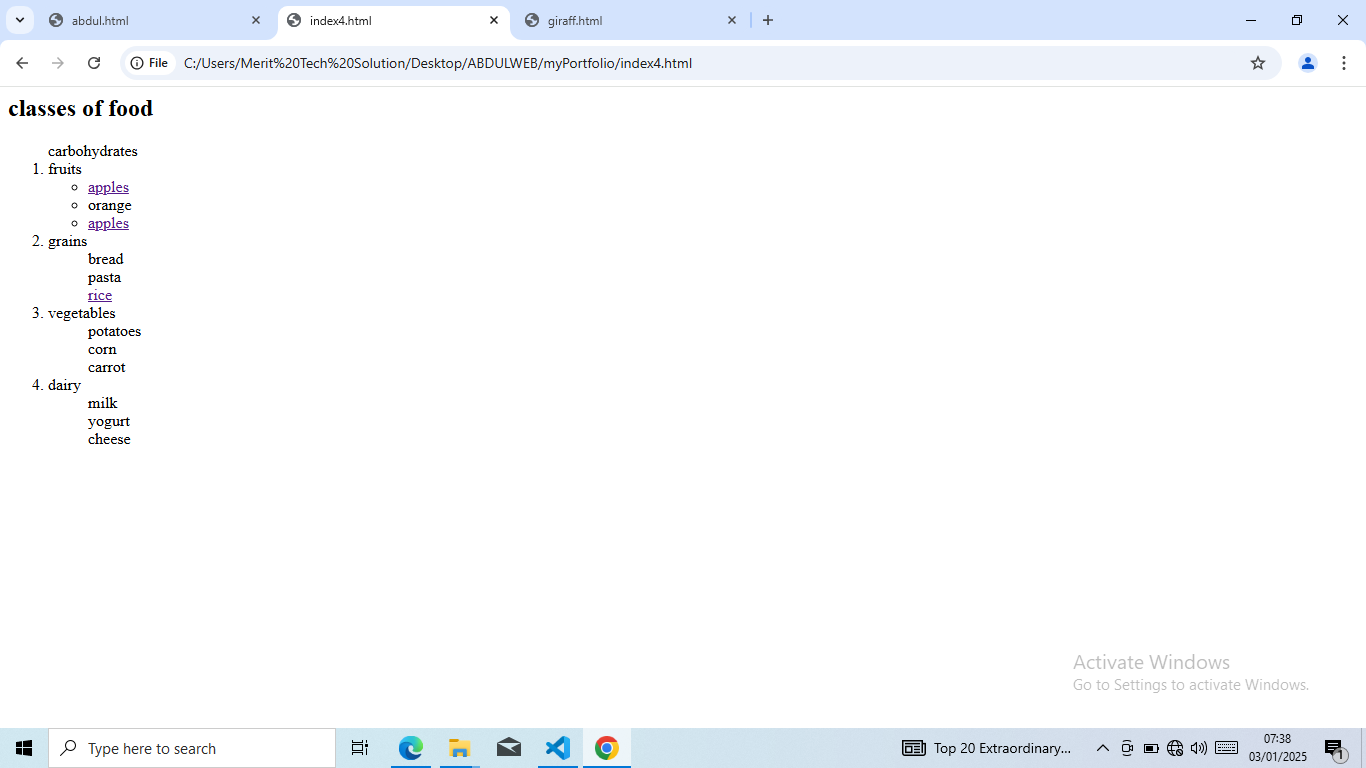 abdul.html
index4.html
giraff.html
File
C:/Users/Merit%20Tech%20Solution/Desktop/ABDULWEB/myPortfolio/index4.html
classes of food
carbohydrates
1. fruits
apples
orange
apples
2. grains
bread
pasta
rice
3. vegetables
potatoes
corn
carrot
4. dairy
milk
yogurt
cheese
Activate Windows
Go to Settings to activate Windows.
Type here to search
Top 20 Extraordinary...
07:38
03/01/2025
1